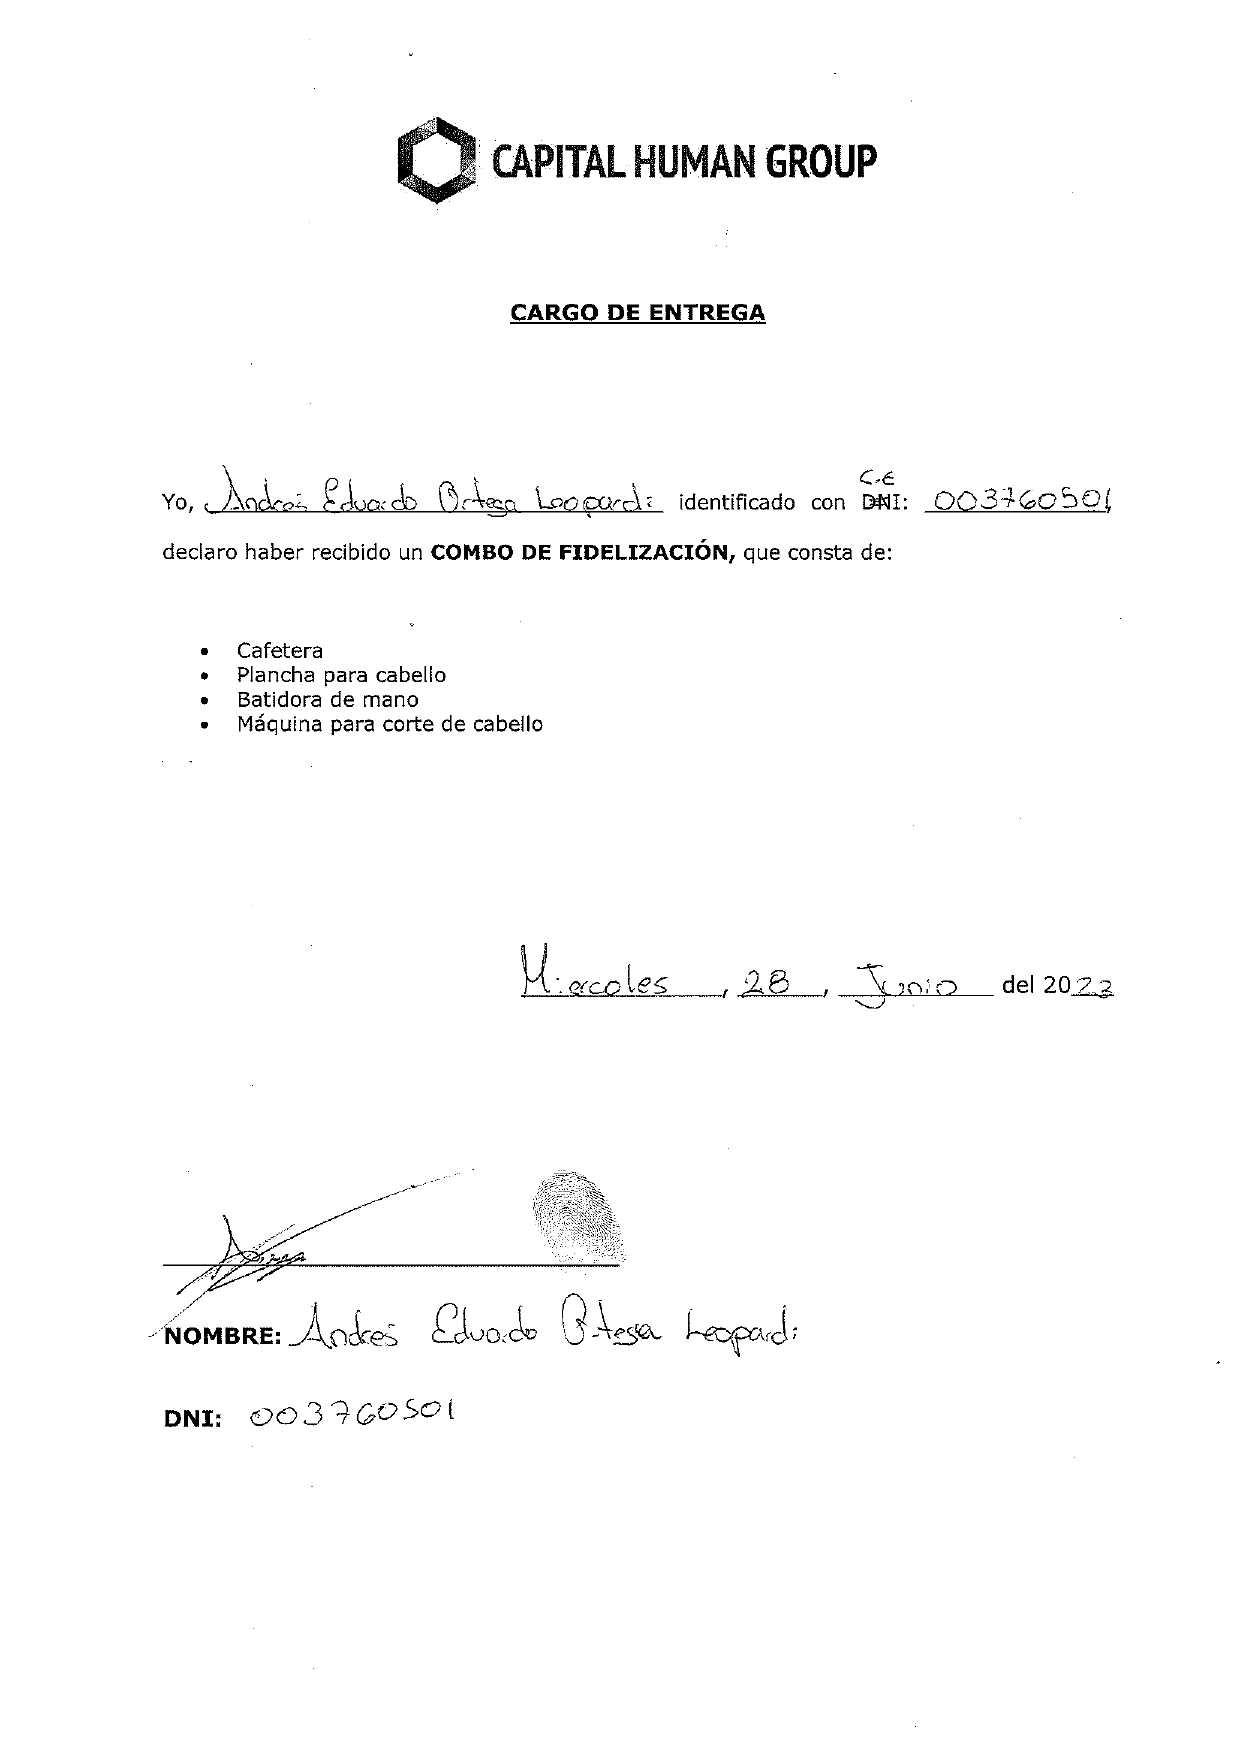 CAPITAL HUMAN GROUP
CARGO DE ENTREGA
C.E
Yo, Andres Eduardo Ortega Leopardi identificado con DNI: 003760501
declaro haber recibido un COMBO DE FIDELIZACIÓN, que consta de:
• Cafetera
• Plancha para cabello
• Batidora de mano
• Máquina para corte de cabello
Miercoles, 28, Junio del 2023
NOMBRE: Andres Eduardo Ortega Leopardi
DNI: 003760501